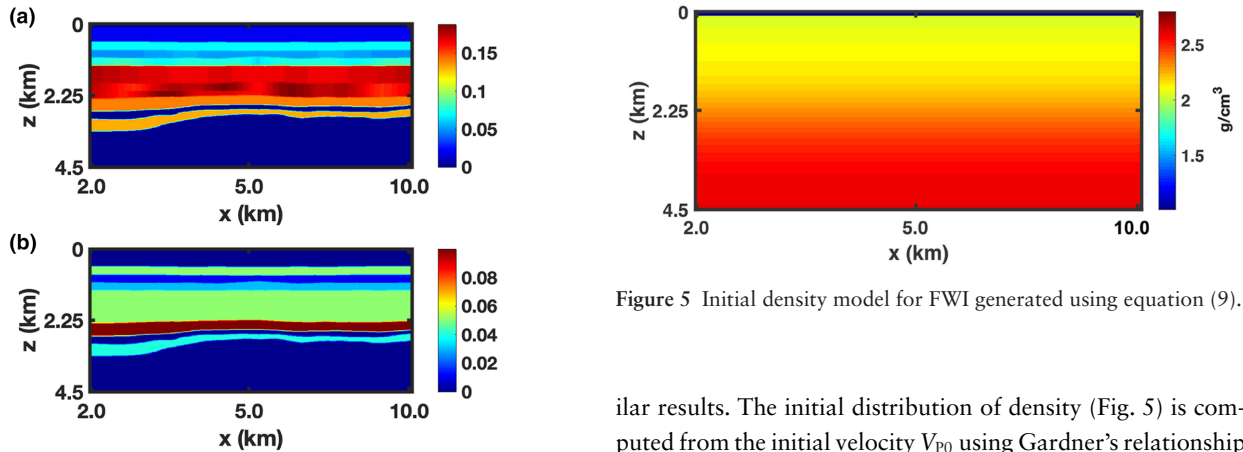 (a)
0
2.25
4.5
z (km)
2.0
5.0
10.0
x (km)
0.15
0.1
0.05
0
(b)
0
2.25
4.5
z (km)
2.0
5.0
10.0
x (km)
0.08
0.06
0.04
0.02
0
0
2.25
4.5
z (km)
2.0
5.0
10.0
x (km)
2.5
2
1.5
g/cm³
Figure 5 Initial density model for FWI generated using equation (9).
ilar results. The initial distribution of density (Fig. 5) is com-
puted from the initial velocity VP0 using Gardner's relationship